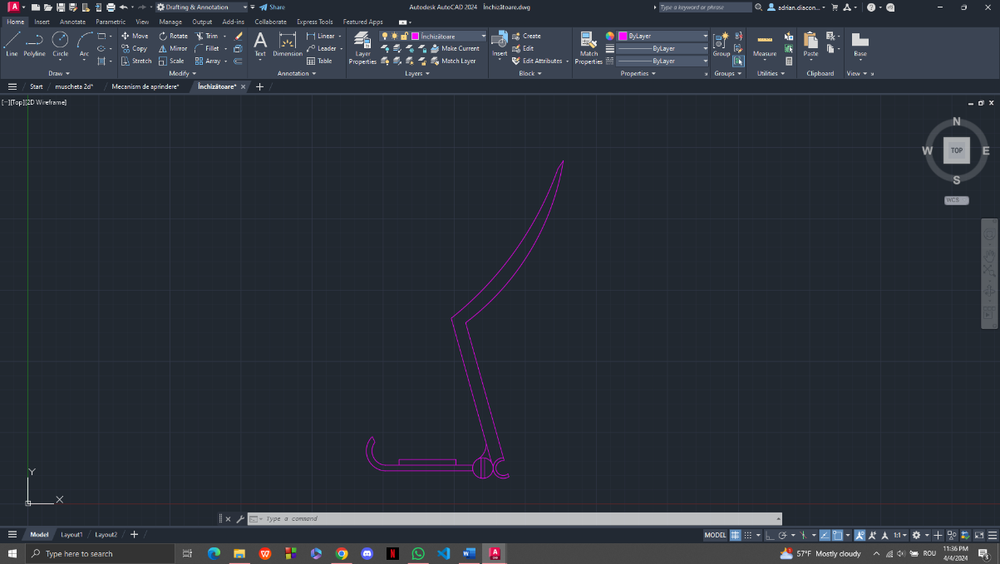 Drafting & Annotation
Share
Autodesk AutoCAD 2024 Închizătoare.dwg
Type a keyword or phrase
adrian.diacon...
Home Insert Annotate Parametric View Manage Output Add-ins Collaborate Express Tools Featured Apps
Line Polyline Circle Arc
Move Rotate Trim
Copy Mirror Fillet
Stretch Scale Array
Text Dimension
Linear
Leader
Table
Layer Properties
Închizătoare
Make Current
Match Layer
Insert
Create
Edit
Edit Attributes
Match Properties
ByLayer
ByLayer
ByLayer
Group
Measure
Paste
Base
Draw Modify Annotation Layers Block Properties Groups Utilities Clipboard View
Start muscheta 2d* Mecanism de aprindere* Închizătoare*
[−][Top][2D Wireframe]
N
W TOP E
S
WCS
Y
X
Type a command
Model Layout1 Layout2
MODEL 1:1
Type here to search
57°F Mostly cloudy
ROU
11:36 PM
4/4/2024
3